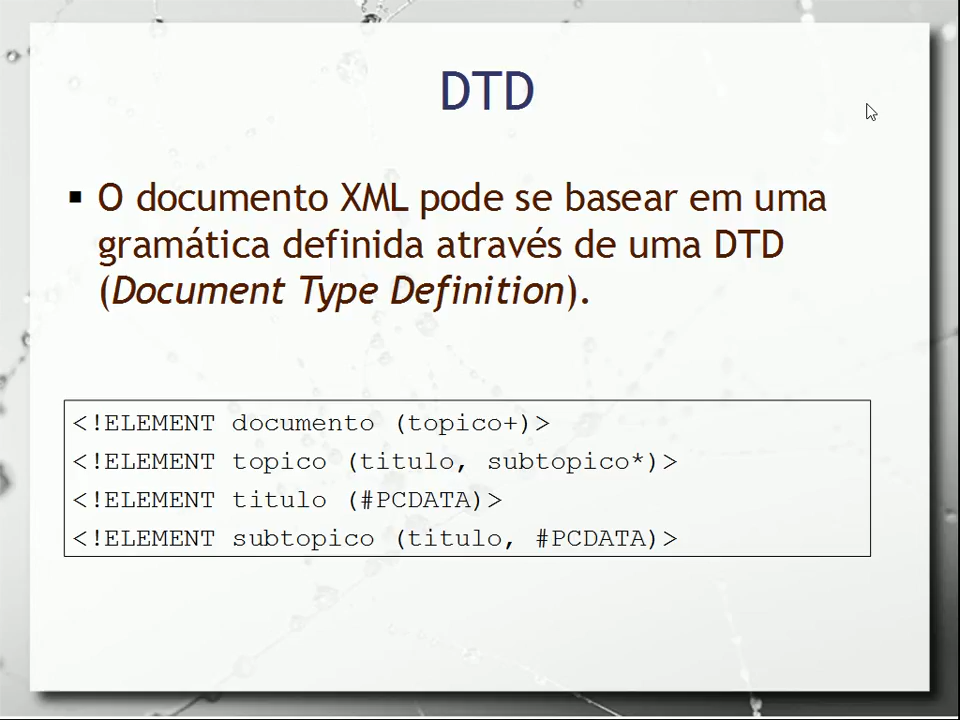 DTD
▪ O documento XML pode se basear em uma
gramática definida através de uma DTD
(Document Type Definition).
<!ELEMENT documento (topico+)>
<!ELEMENT topico (titulo, subtopico*)>
<!ELEMENT titulo (#PCDATA)>
<!ELEMENT subtopico (titulo, #PCDATA)>